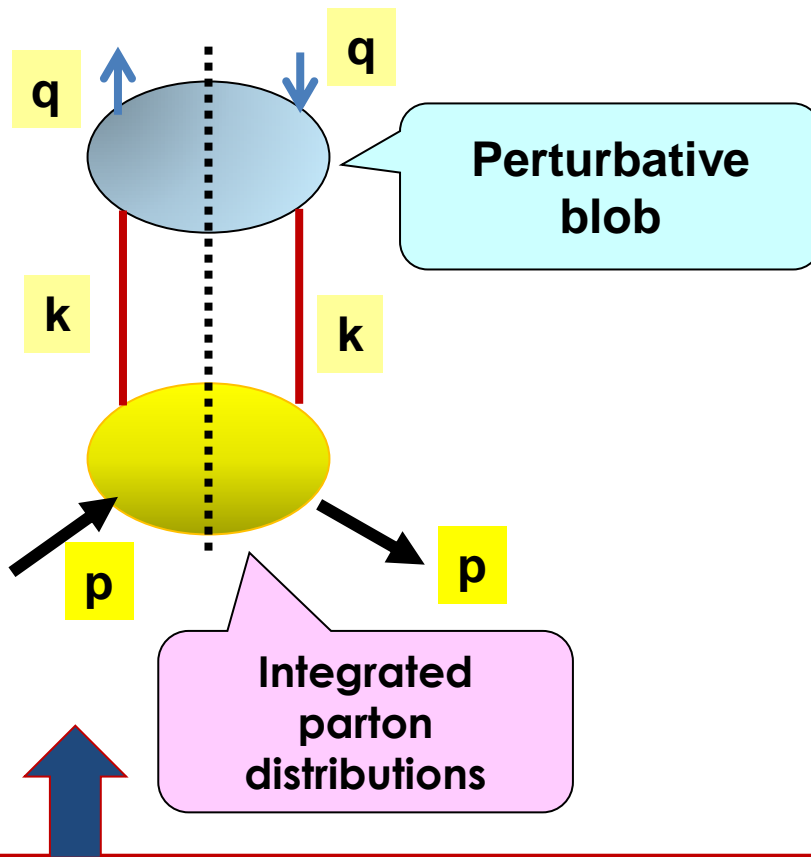 q
q
Perturbative
blob
k
k
p
p
Integrated
parton
distributions